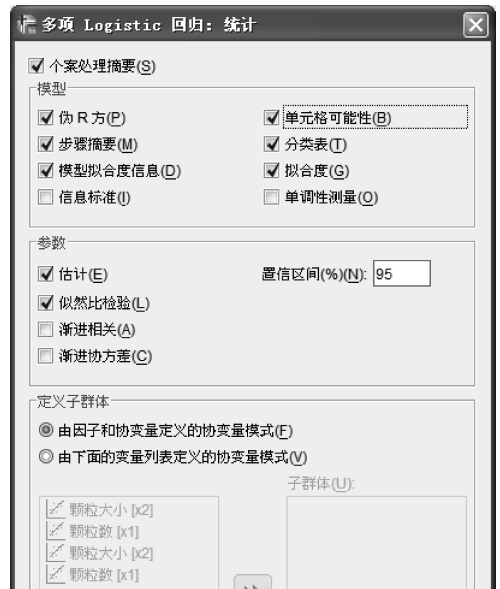 多项 Logistic 回归: 统计
个案处理摘要(S)
模型
伪 R 方(P)
单元格可能性(B)
步骤摘要(M)
分类表(T)
模型拟合度信息(D)
拟合度(G)
信息标准(I)
单调性测量(O)
参数
估计(E)
置信区间(%)(N): 95
似然比检验(L)
渐进相关(A)
渐进协方差(C)
定义子群体
由因子和协变量定义的协变量模式(F)
由下面的变量列表定义的协变量模式(V)
子群体(U):
颗粒大小 [x2]
颗粒数 [x1]
颗粒大小 [x2]
颗粒数 [x1]